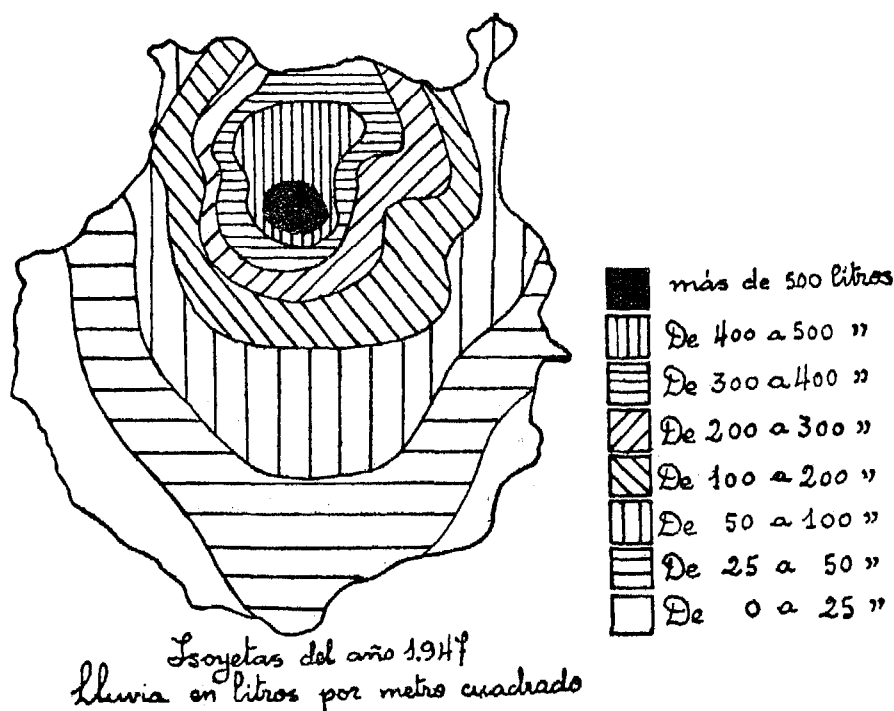 más de 500 litros
De 400 a 500 "
De 300 a 400 "
De 200 a 300 "
De 100 a 200 "
De 50 a 100 "
De 25 a 50 "
De 0 a 25 "
Isoyetas del año 1.947
Lluvia en litros por metro cuadrado